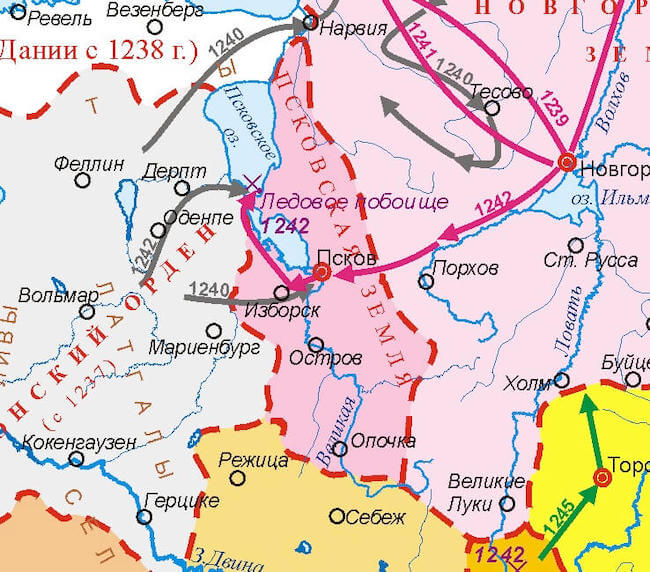 Ревель
Везенберг
Нарвия
НОВГОР
ЗЕМ
Дании с 1238 г.)
1240
1241
1240
1239
Тесово
Волхов
Т
Ы
Псковское
оз.
ПСКОВСКАЯ
ЗЕМЛЯ
Феллин
Дерпт
Новгор
оз. Ильм
Ледовое побоище
1242
1242
Оденпе
1242
Псков
Порхов
Ст. Русса
1240
Изборск
Вольмар
ИВЫ
НСКИЙ ОРДЕН
(с 1237)
ЛАТГАЛЫ
Мариенбург
Остров
Ловать
Холм
Буйце
Кокенгаузен
Великая
Опочка
Режица
Великие
Луки
Торо
Герцике
СЕЛ
Себеж
1245
З.Двина
1242